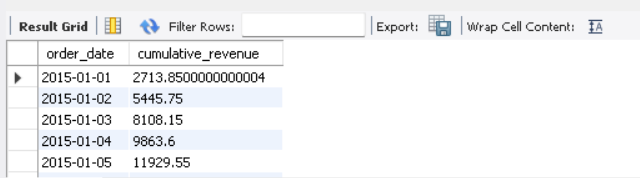 Result Grid Filter Rows: Export: Wrap Cell Content: IA
order_date cumulative_revenue
2015-01-01 2713.8500000000004
2015-01-02 5445.75
2015-01-03 8108.15
2015-01-04 9863.6
2015-01-05 11929.55